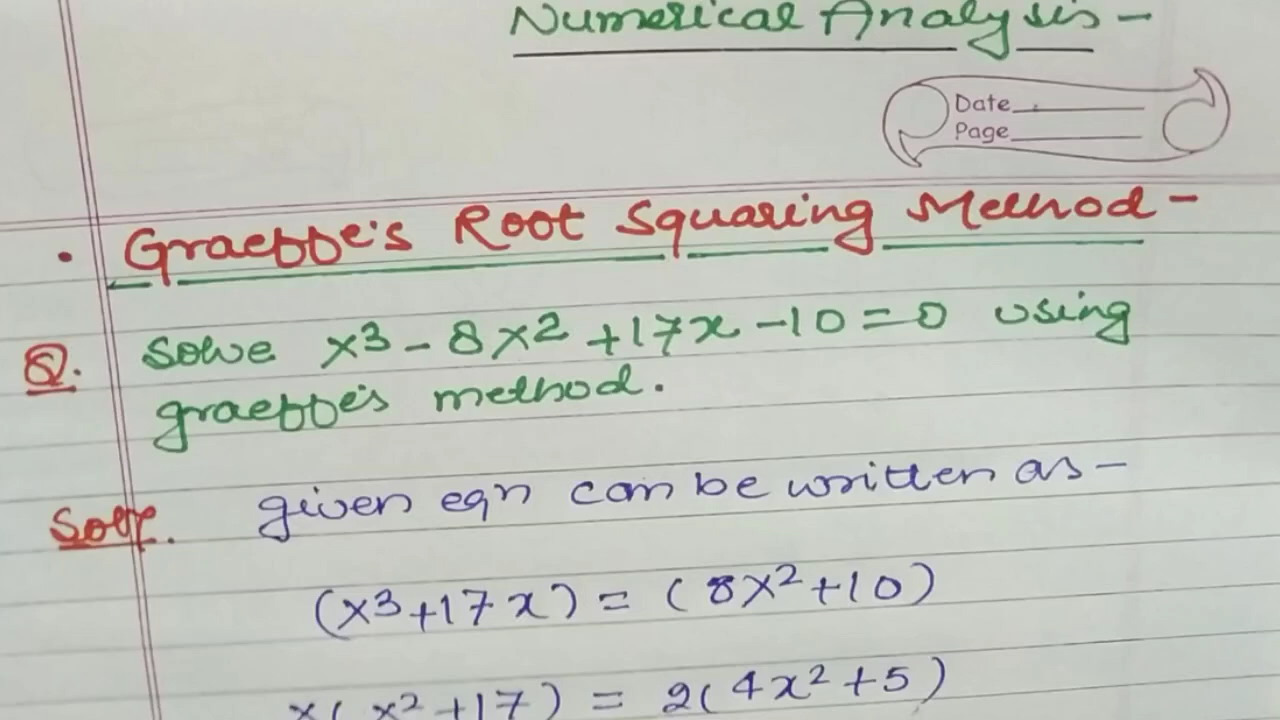 Numerical Analysis -
Date
Page
• Graeffe's Root Squaring Method -
Q. Solve x³ - 8x² + 17x - 10 = 0 using
graeffe's method.
Solⁿ. given eqn can be written as -
(x³ + 17x) = (8x² + 10)
x(x² + 17) = 2(4x² + 5)